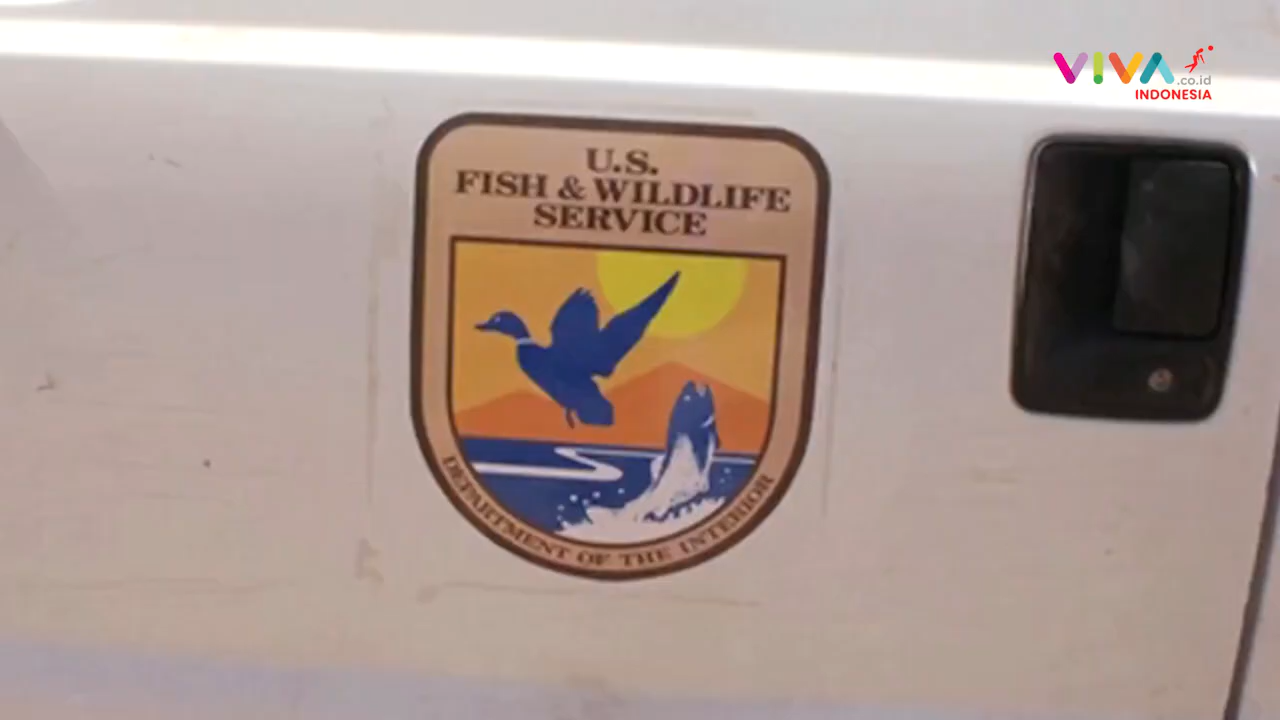 U.S.
FISH & WILDLIFE
SERVICE
DEPARTMENT OF THE INTERIOR
VIVA.co.id
INDONESIA